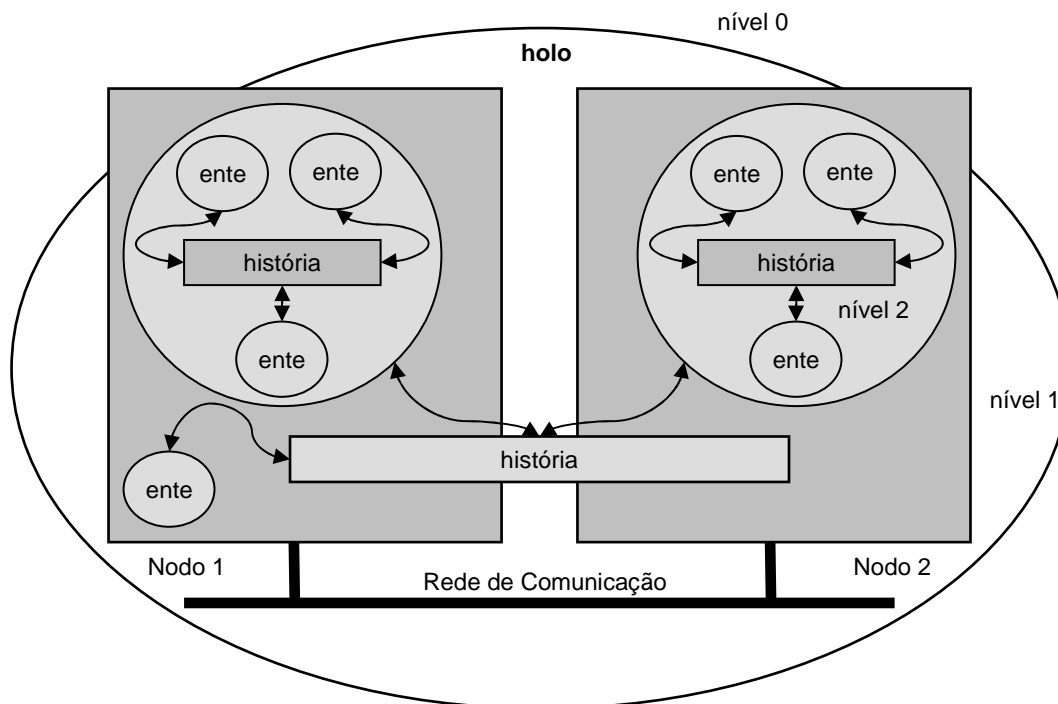 nível 0
holo
ente
ente
ente
ente
história
história
nível 2
ente
ente
nível 1
história
ente
Nodo 1
Nodo 2
Rede de Comunicação